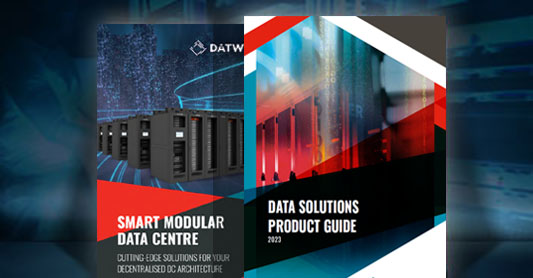 DATW
SMART MODULAR
DATA CENTRE
CUTTING-EDGE SOLUTIONS FOR YOUR
DECENTRALISED DC ARCHITECTURE
DATA SOLUTIONS
PRODUCT GUIDE
2023